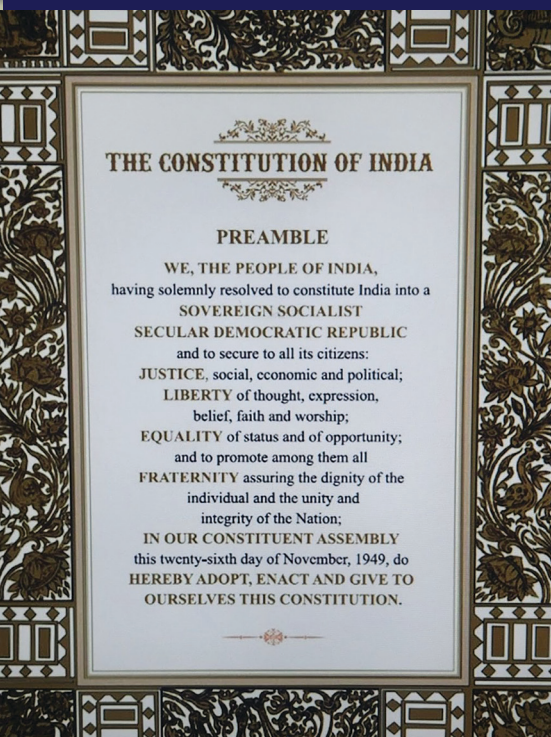 THE CONSTITUTION OF INDIA
PREAMBLE
WE, THE PEOPLE OF INDIA,
having solemnly resolved to constitute India into a
SOVEREIGN SOCIALIST
SECULAR DEMOCRATIC REPUBLIC
and to secure to all its citizens:
JUSTICE, social, economic and political;
LIBERTY of thought, expression,
belief, faith and worship;
EQUALITY of status and of opportunity;
and to promote among them all
FRATERNITY assuring the dignity of the
individual and the unity and
integrity of the Nation;
IN OUR CONSTITUENT ASSEMBLY
this twenty-sixth day of November, 1949, do
HEREBY ADOPT, ENACT AND GIVE TO
OURSELVES THIS CONSTITUTION.